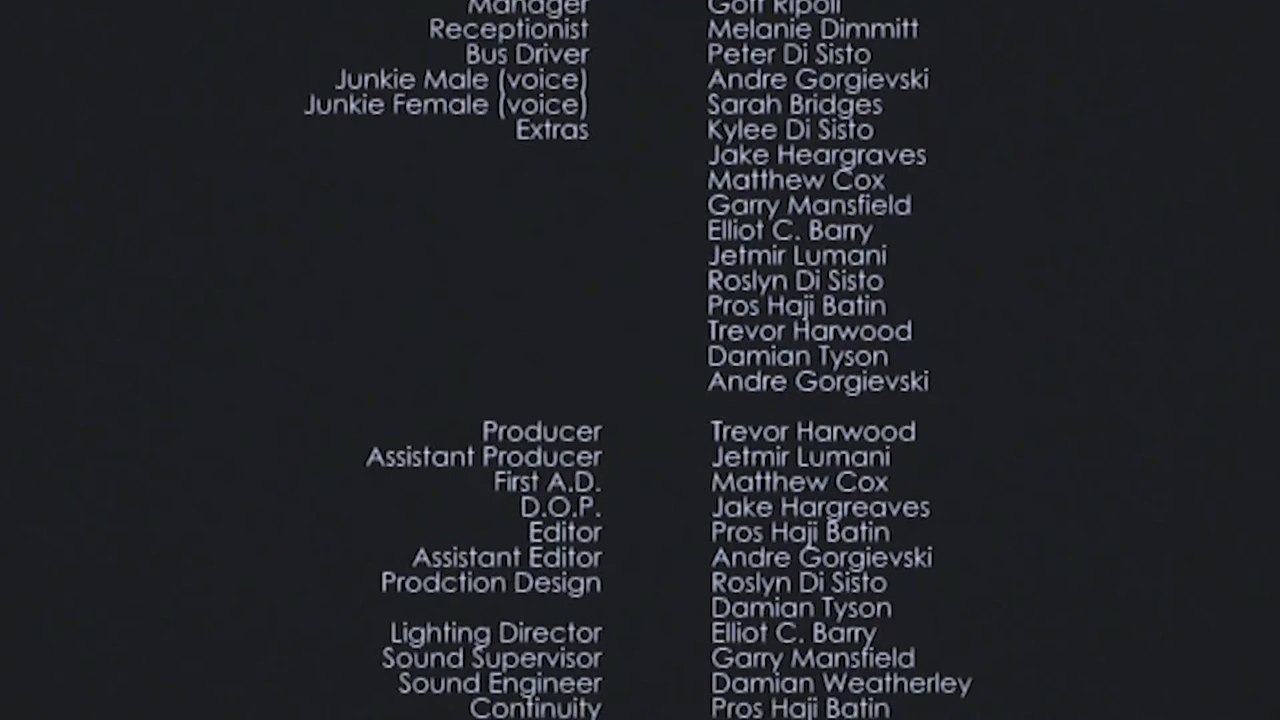 Manager Goff Ripoll
Receptionist Melanie Dimmitt
Bus Driver Peter Di Sisto
Junkie Male (voice) Andre Gorgievski
Junkie Female (voice) Sarah Bridges
Extras Kylee Di Sisto
Jake Heargraves
Matthew Cox
Garry Mansfield
Elliot C. Barry
Jetmir Lumani
Roslyn Di Sisto
Pros Haji Batin
Trevor Harwood
Damian Tyson
Andre Gorgievski
Producer Trevor Harwood
Assistant Producer Jetmir Lumani
First A.D. Matthew Cox
D.O.P. Jake Hargreaves
Editor Pros Haji Batin
Assistant Editor Andre Gorgievski
Prodction Design Roslyn Di Sisto
Damian Tyson
Lighting Director Elliot C. Barry
Sound Supervisor Garry Mansfield
Sound Engineer Damian Weatherley
Continuity Pros Haji Batin